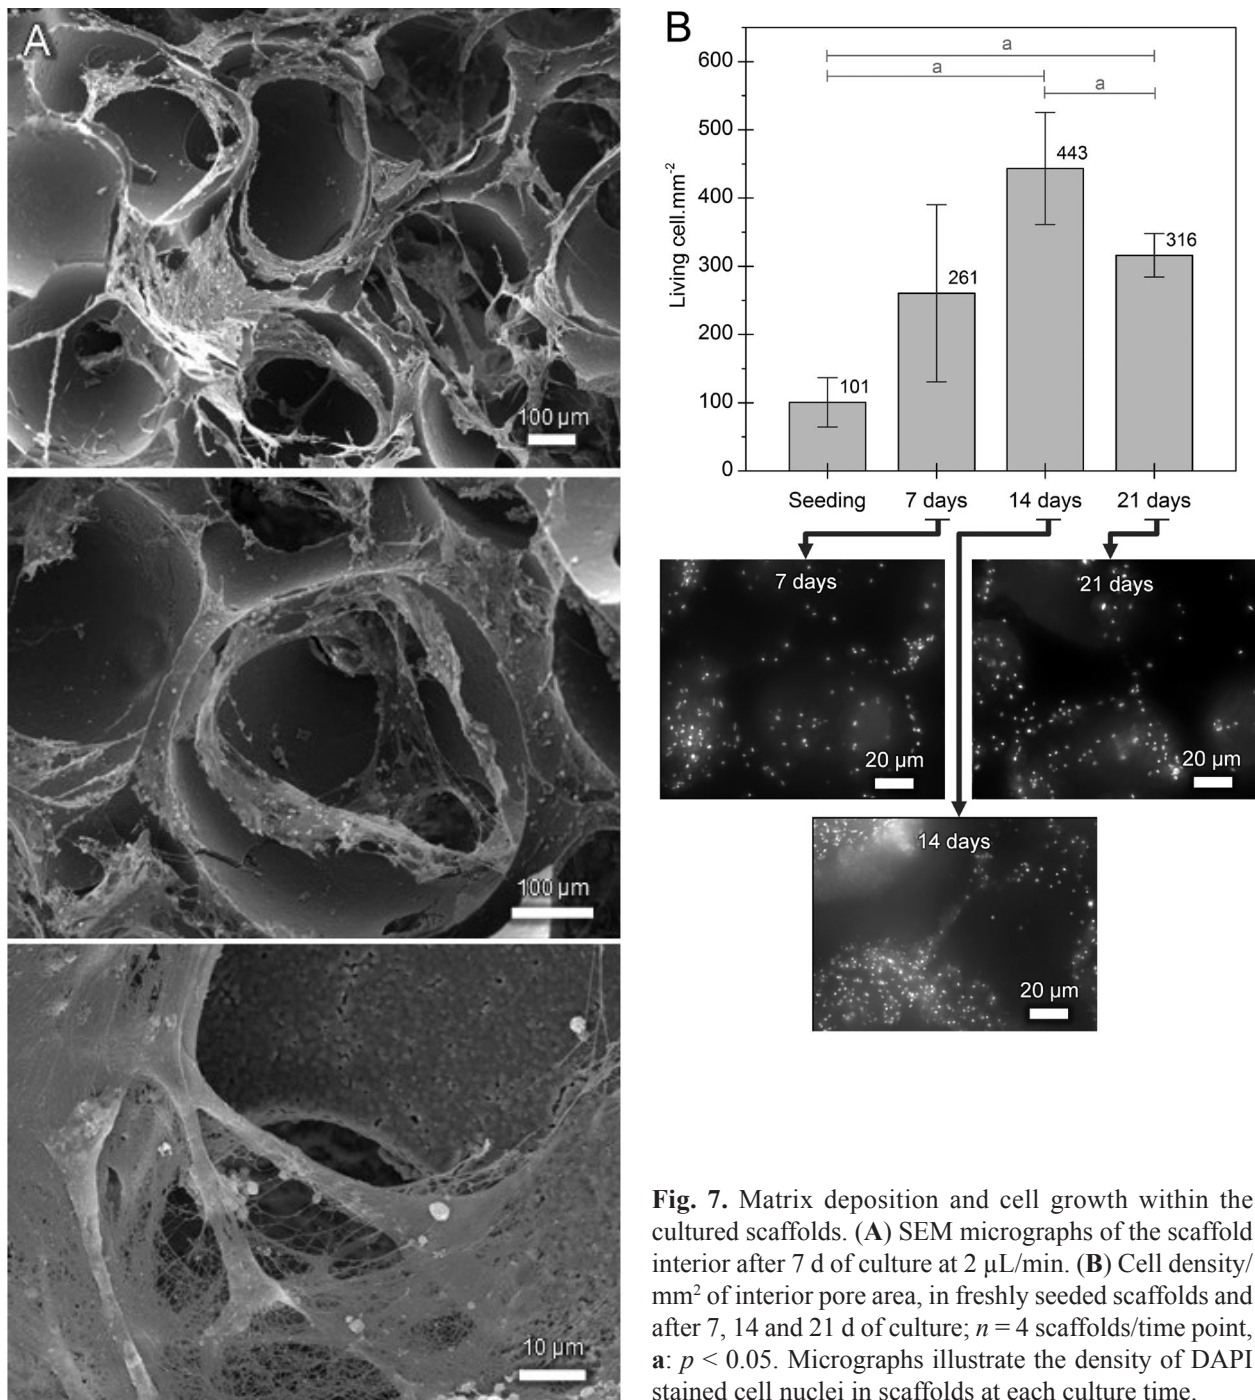 A
100 µm
100 µm
10 µm
B
Living cell.mm-2
600
500
400
300
200
100
0
a
a
a
101
261
443
316
Seeding 7 days 14 days 21 days
7 days
20 µm
21 days
20 µm
14 days
20 µm
Fig. 7. Matrix deposition and cell growth within the
cultured scaffolds. (A) SEM micrographs of the scaffold
interior after 7 d of culture at 2 µL/min. (B) Cell density/
mm2 of interior pore area, in freshly seeded scaffolds and
after 7, 14 and 21 d of culture; n = 4 scaffolds/time point,
a: p < 0.05. Micrographs illustrate the density of DAPI
stained cell nuclei in scaffolds at each culture time.